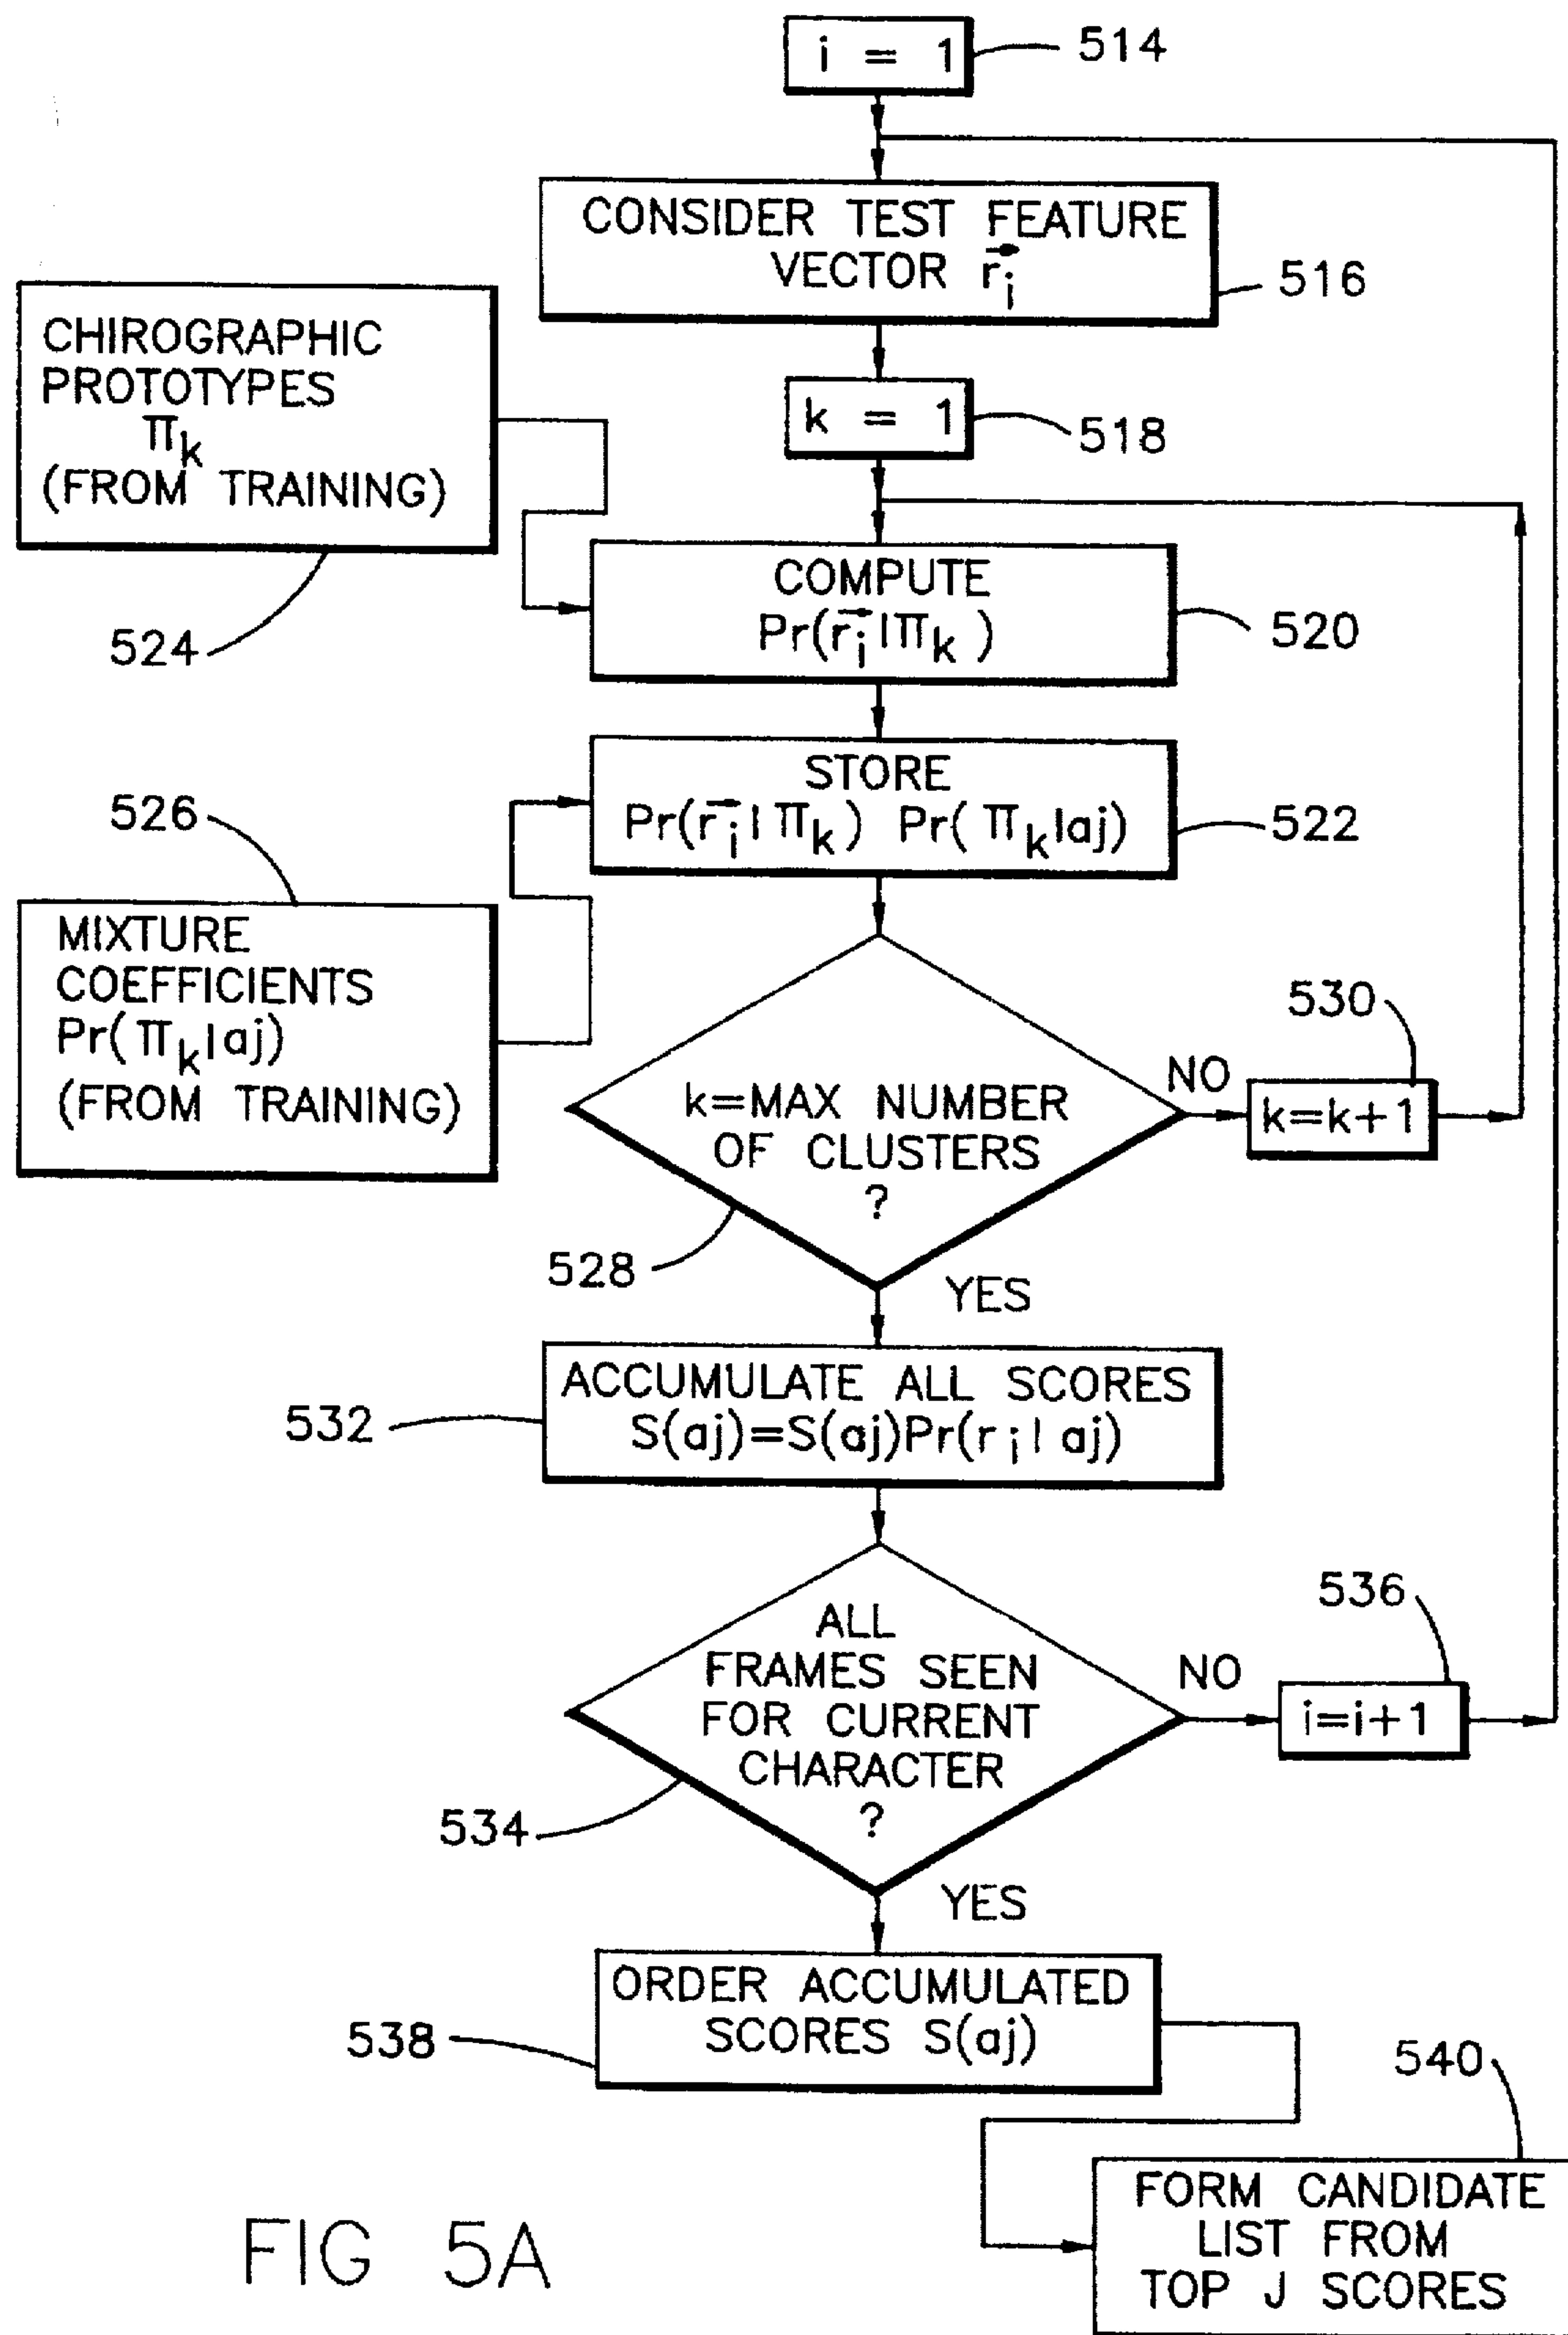 i = 1
514
CONSIDER TEST FEATURE
VECTOR r⃗i
516
CHIROGRAPHIC
PROTOTYPES
πk
(FROM TRAINING)
524
k = 1
518
COMPUTE
Pr(r⃗i|πk)
520
STORE
Pr(r⃗i|πk) Pr(πk|aj)
522
526
MIXTURE
COEFFICIENTS
Pr(πk|aj)
(FROM TRAINING)
k=MAX NUMBER
OF CLUSTERS
?
528
NO
530
k=k+1
YES
ACCUMULATE ALL SCORES
S(aj)=S(aj)Pr(ri|aj)
532
ALL
FRAMES SEEN
FOR CURRENT
CHARACTER
?
534
NO
536
i=i+1
YES
ORDER ACCUMULATED
SCORES S(aj)
538
540
FORM CANDIDATE
LIST FROM
TOP J SCORES
FIG 5A